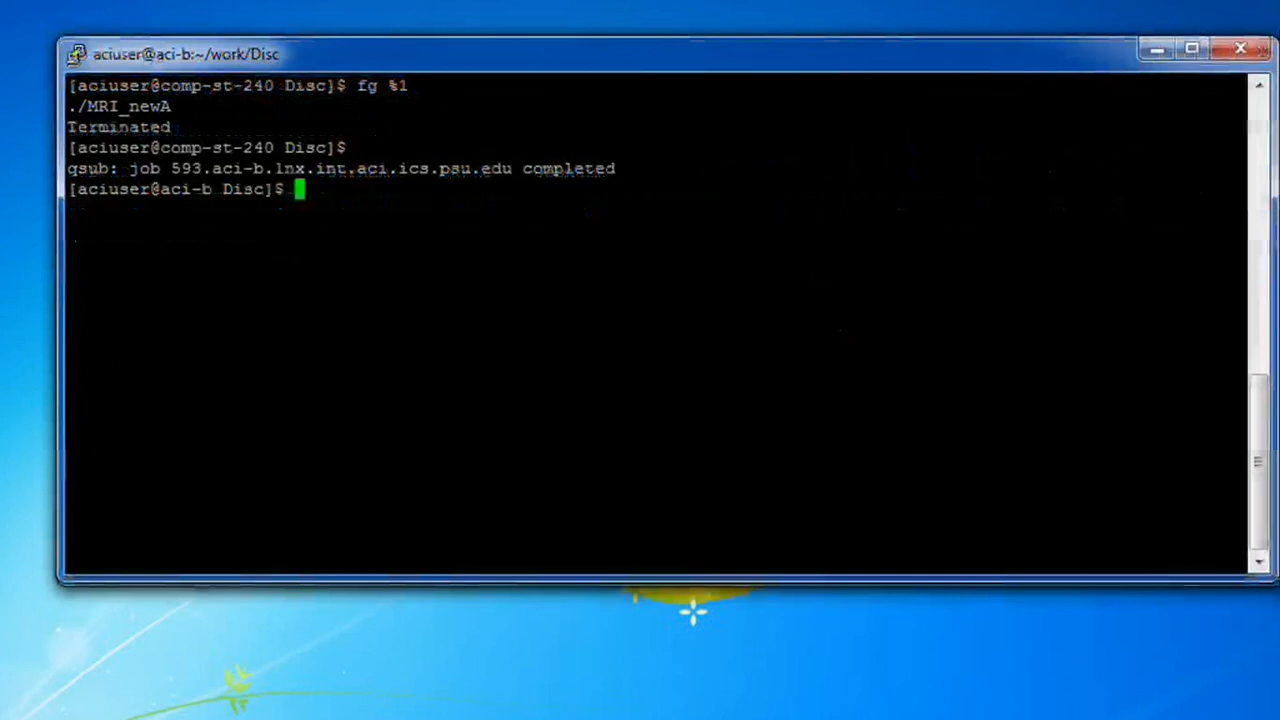 aciuser@aci-b:~/work/Disc
[aciuser@comp-st-240 Disc]$ fg %1
./MRI_newA
Terminated
[aciuser@comp-st-240 Disc]$
qsub: job 593.aci-b.lnx.int.aci.ics.psu.edu completed
[aciuser@aci-b Disc]$